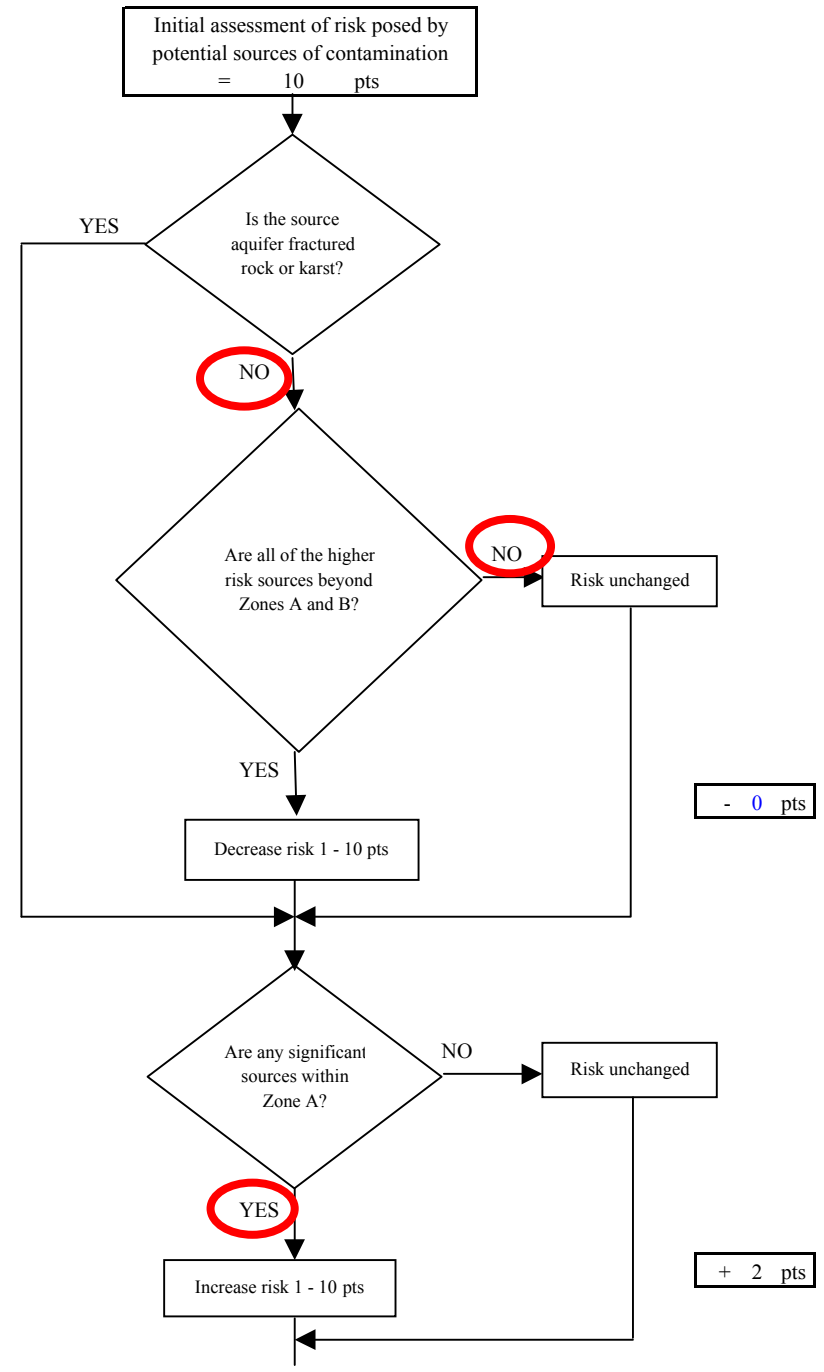 Initial assessment of risk posed by
potential sources of contamination
= 10 pts
YES
Is the source
aquifer fractured
rock or karst?
NO
Are all of the higher
risk sources beyond
Zones A and B?
NO
Risk unchanged
YES
- 0 pts
Decrease risk 1 - 10 pts
Are any significant
sources within
Zone A?
NO
Risk unchanged
YES
Increase risk 1 - 10 pts
+ 2 pts